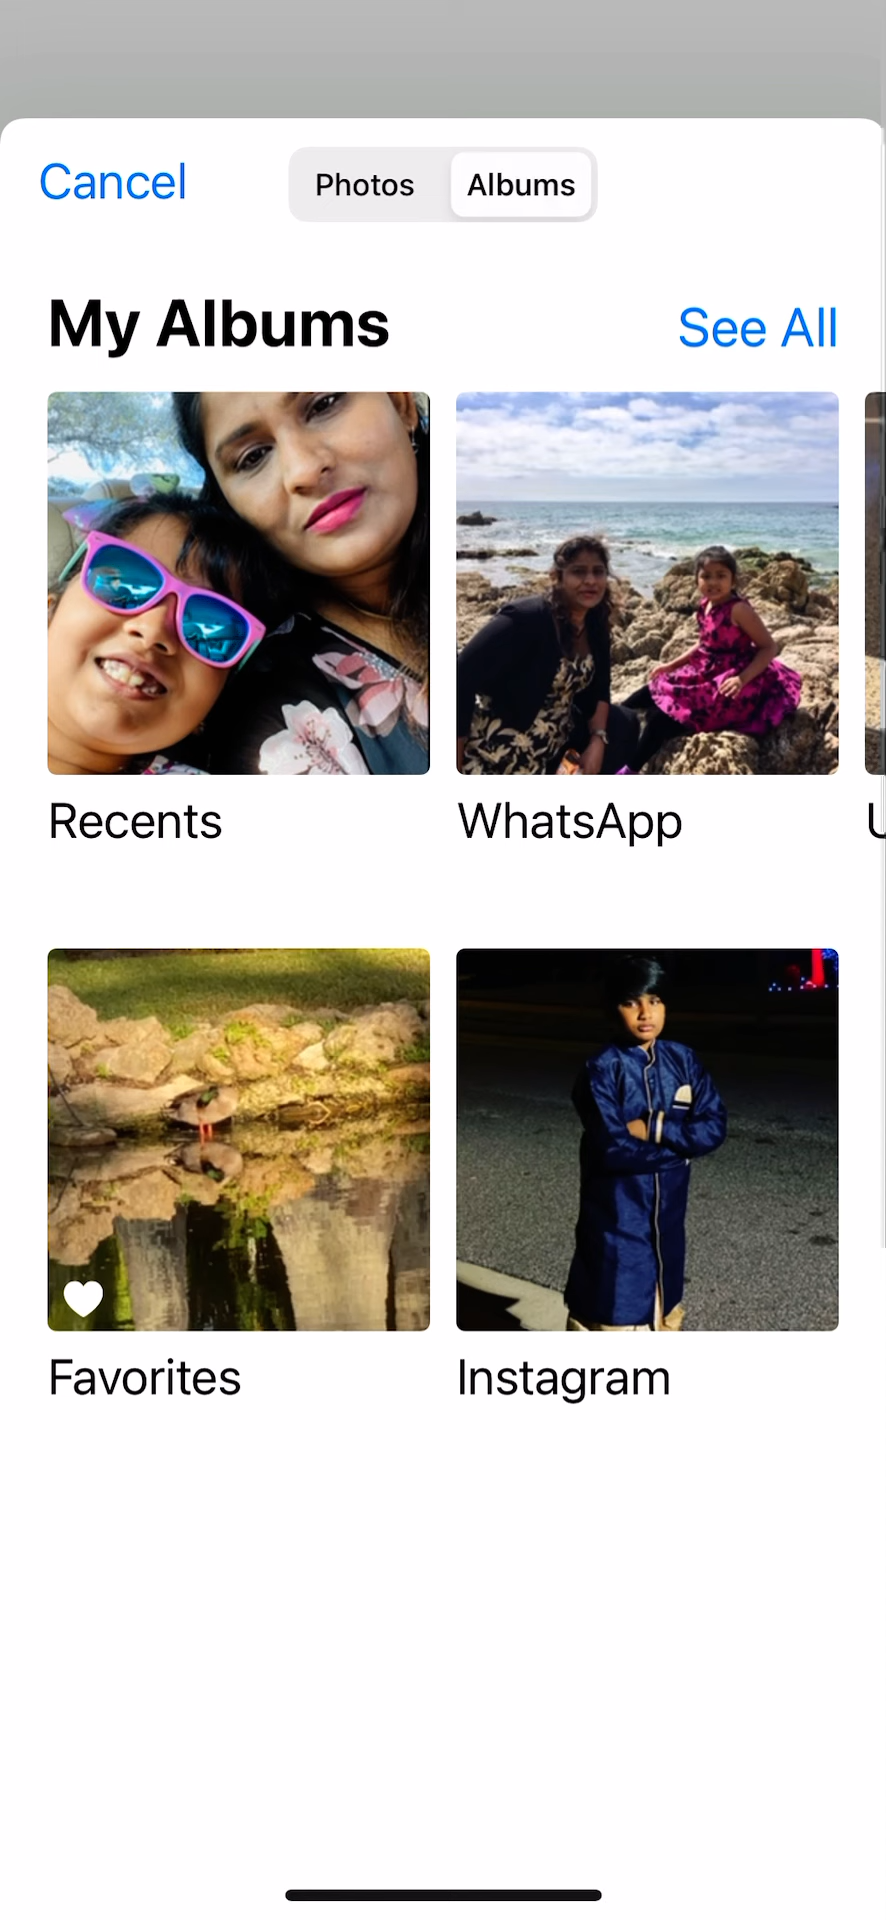 Cancel
Photos
Albums
My Albums
See All
Recents
WhatsApp
Favorites
Instagram